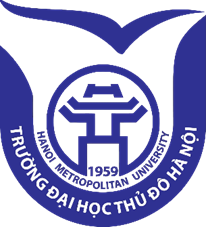 HANOI METROPOLITAN UNIVERSITY
1959
TRƯỜNG ĐẠI HỌC THỦ ĐÔ HÀ NỘI